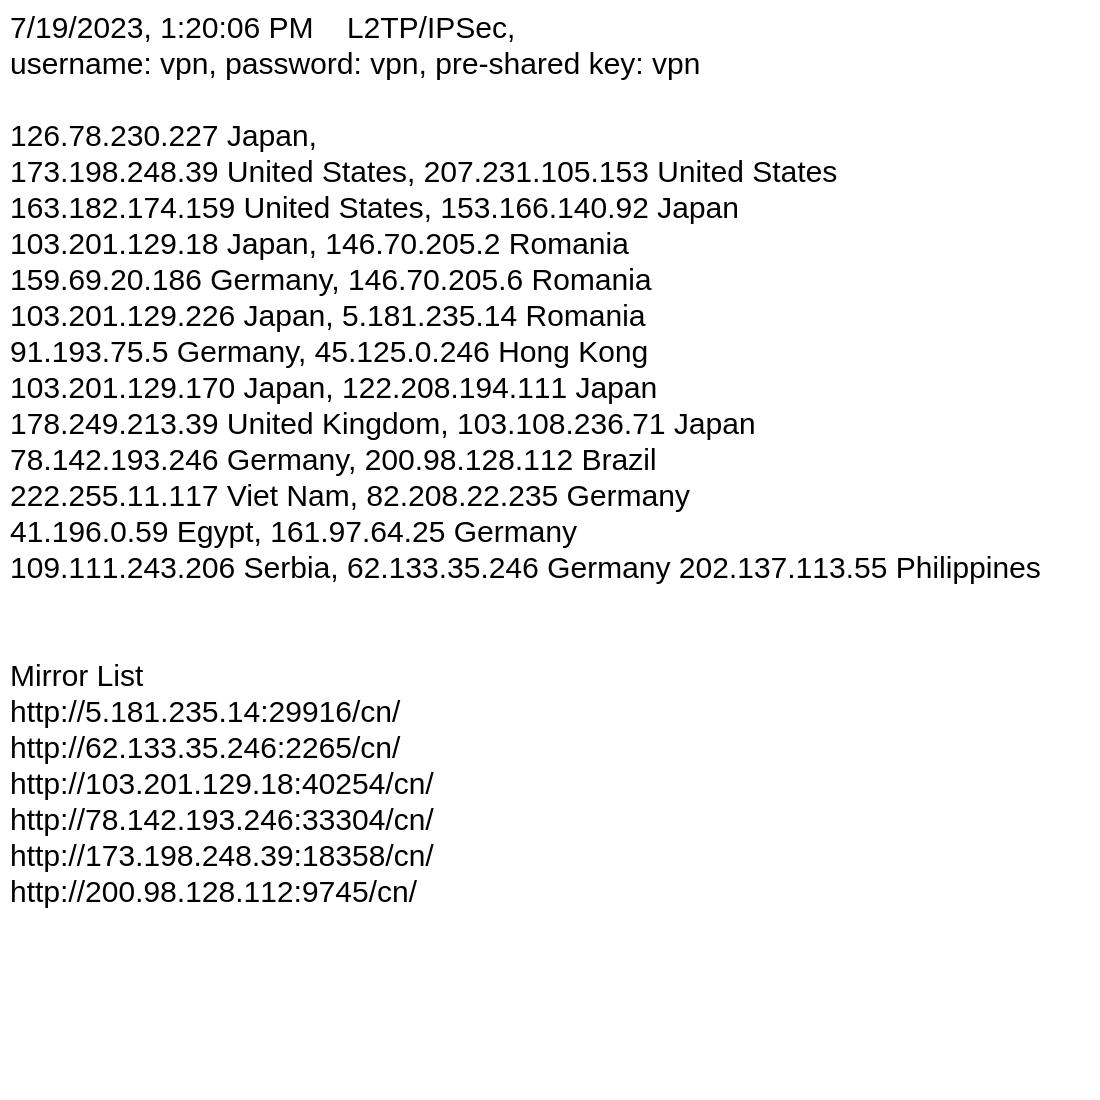 7/19/2023, 1:20:06 PM    L2TP/IPSec,
username: vpn, password: vpn, pre-shared key: vpn
126.78.230.227 Japan,
173.198.248.39 United States, 207.231.105.153 United States
163.182.174.159 United States, 153.166.140.92 Japan
103.201.129.18 Japan, 146.70.205.2 Romania
159.69.20.186 Germany, 146.70.205.6 Romania
103.201.129.226 Japan, 5.181.235.14 Romania
91.193.75.5 Germany, 45.125.0.246 Hong Kong
103.201.129.170 Japan, 122.208.194.111 Japan
178.249.213.39 United Kingdom, 103.108.236.71 Japan
78.142.193.246 Germany, 200.98.128.112 Brazil
222.255.11.117 Viet Nam, 82.208.22.235 Germany
41.196.0.59 Egypt, 161.97.64.25 Germany
109.111.243.206 Serbia, 62.133.35.246 Germany 202.137.113.55 Philippines
Mirror List
http://5.181.235.14:29916/cn/
http://62.133.35.246:2265/cn/
http://103.201.129.18:40254/cn/
http://78.142.193.246:33304/cn/
http://173.198.248.39:18358/cn/
http://200.98.128.112:9745/cn/